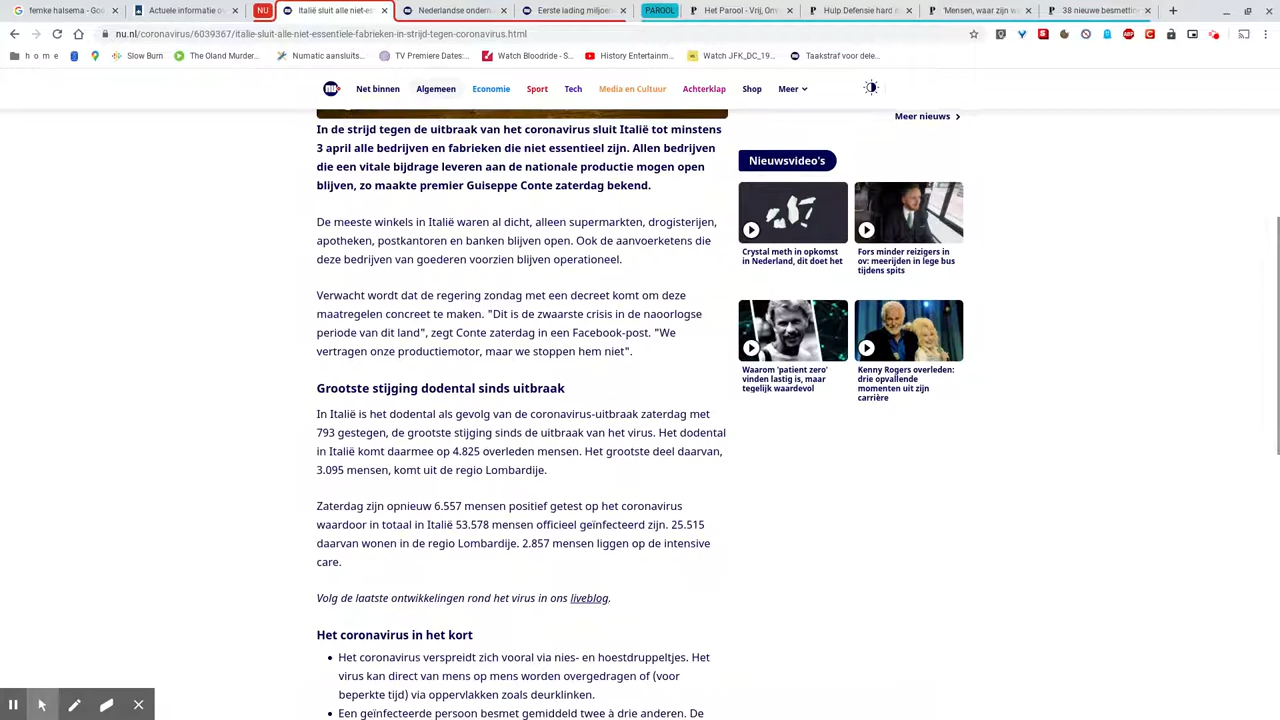 femke halsema - Goo
Actuele informatie ov
NU
Italië sluit alle niet-es
Nederlandse ondern
Eerste lading miljoen
PAROOL
Het Parool - Vrij, Onv
Hulp Defensie hard
'Mensen, waar zijn w
38 nieuwe besmettin
nu.nl/coronavirus/6039367/italie-sluit-alle-niet-essentiele-fabrieken-in-strijd-tegen-coronavirus.html
h o m e
Slow Burn
The Oland Murder...
Numatic aansluits...
TV Premiere Dates:...
Watch Bloodride - S...
History Entertainm...
Watch JFK_DC_19...
Taakstraf voor dele...
NU
Net binnen
Algemeen
Economie
Sport
Tech
Media en Cultuur
Achterklap
Shop
Meer
Meer nieuws
In de strijd tegen de uitbraak van het coronavirus sluit Italië tot minstens
3 april alle bedrijven en fabrieken die niet essentieel zijn. Allen bedrijven
die een vitale bijdrage leveren aan de nationale productie mogen open
blijven, zo maakte premier Guiseppe Conte zaterdag bekend.
De meeste winkels in Italië waren al dicht, alleen supermarkten, drogisterijen,
apotheken, postkantoren en banken blijven open. Ook de aanvoerketens die
deze bedrijven van goederen voorzien blijven operationeel.
Verwacht wordt dat de regering zondag met een decreet komt om deze
maatregelen concreet te maken. "Dit is de zwaarste crisis in de naoorlogse
periode van dit land", zegt Conte zaterdag in een Facebook-post. "We
vertragen onze productiemotor, maar we stoppen hem niet".
Grootste stijging dodental sinds uitbraak
In Italië is het dodental als gevolg van de coronavirus-uitbraak zaterdag met
793 gestegen, de grootste stijging sinds de uitbraak van het virus. Het dodental
in Italië komt daarmee op 4.825 overleden mensen. Het grootste deel daarvan,
3.095 mensen, komt uit de regio Lombardije.
Zaterdag zijn opnieuw 6.557 mensen positief getest op het coronavirus
waardoor in totaal in Italië 53.578 mensen officieel geïnfecteerd zijn. 25.515
daarvan wonen in de regio Lombardije. 2.857 mensen liggen op de intensive
care.
Volg de laatste ontwikkelingen rond het virus in ons liveblog.
Het coronavirus in het kort
Het coronavirus verspreidt zich vooral via nies- en hoestdruppeltjes. Het
virus kan direct van mens op mens worden overgedragen of (voor
beperkte tijd) via oppervlakken zoals deurklinken.
Een geïnfecteerde persoon besmet gemiddeld twee à drie anderen. De
Nieuwsvideo's
Crystal meth in opkomst
in Nederland, dit doet het
Fors minder reizigers in
ov: meerijden in lege bus
tijdens spits
Waarom 'patient zero'
vinden lastig is, maar
tegelijk waardevol
Kenny Rogers overleden:
drie opvallende
momenten uit zijn
carrière